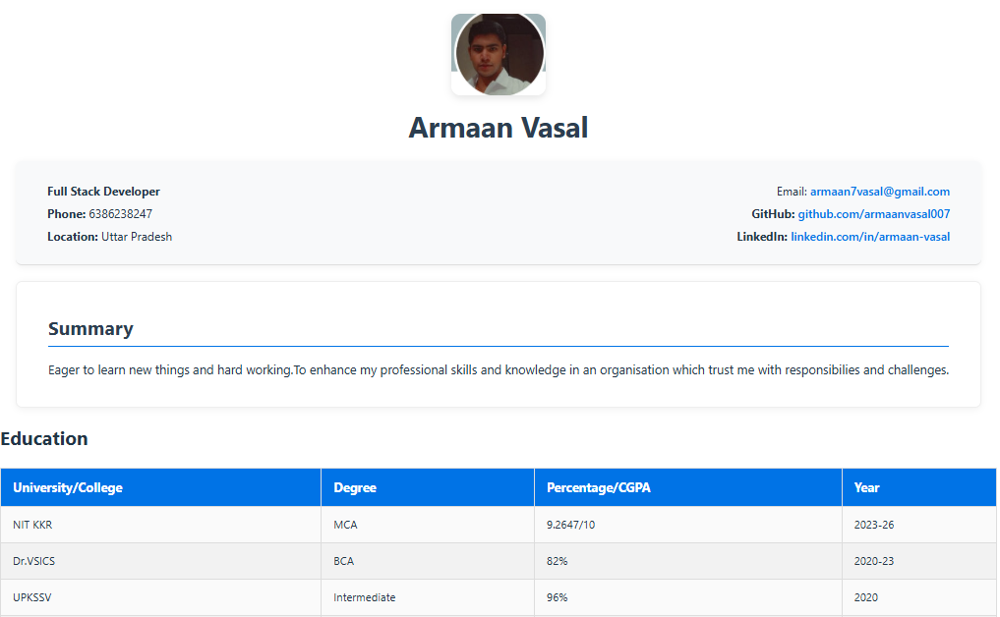 Armaan Vasal
Full Stack Developer
Phone: 6386238247
Location: Uttar Pradesh
Email: armaan7vasal@gmail.com
GitHub: github.com/armaanvasal007
LinkedIn: linkedin.com/in/armaan-vasal
Summary
Eager to learn new things and hard working.To enhance my professional skills and knowledge in an organisation which trust me with responsibilies and challenges.
Education
University/College Degree Percentage/CGPA Year
NIT KKR MCA 9.2647/10 2023-26
Dr.VSICS BCA 82% 2020-23
UPKSSV Intermediate 96% 2020